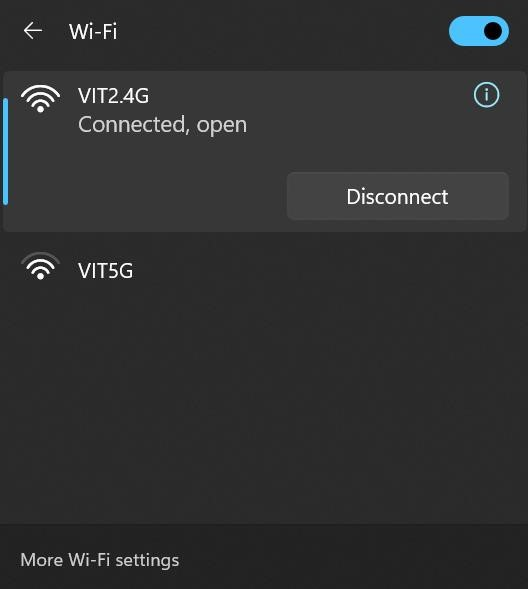 Wi-Fi
VIT2.4G
Connected, open
Disconnect
VIT5G
More Wi-Fi settings